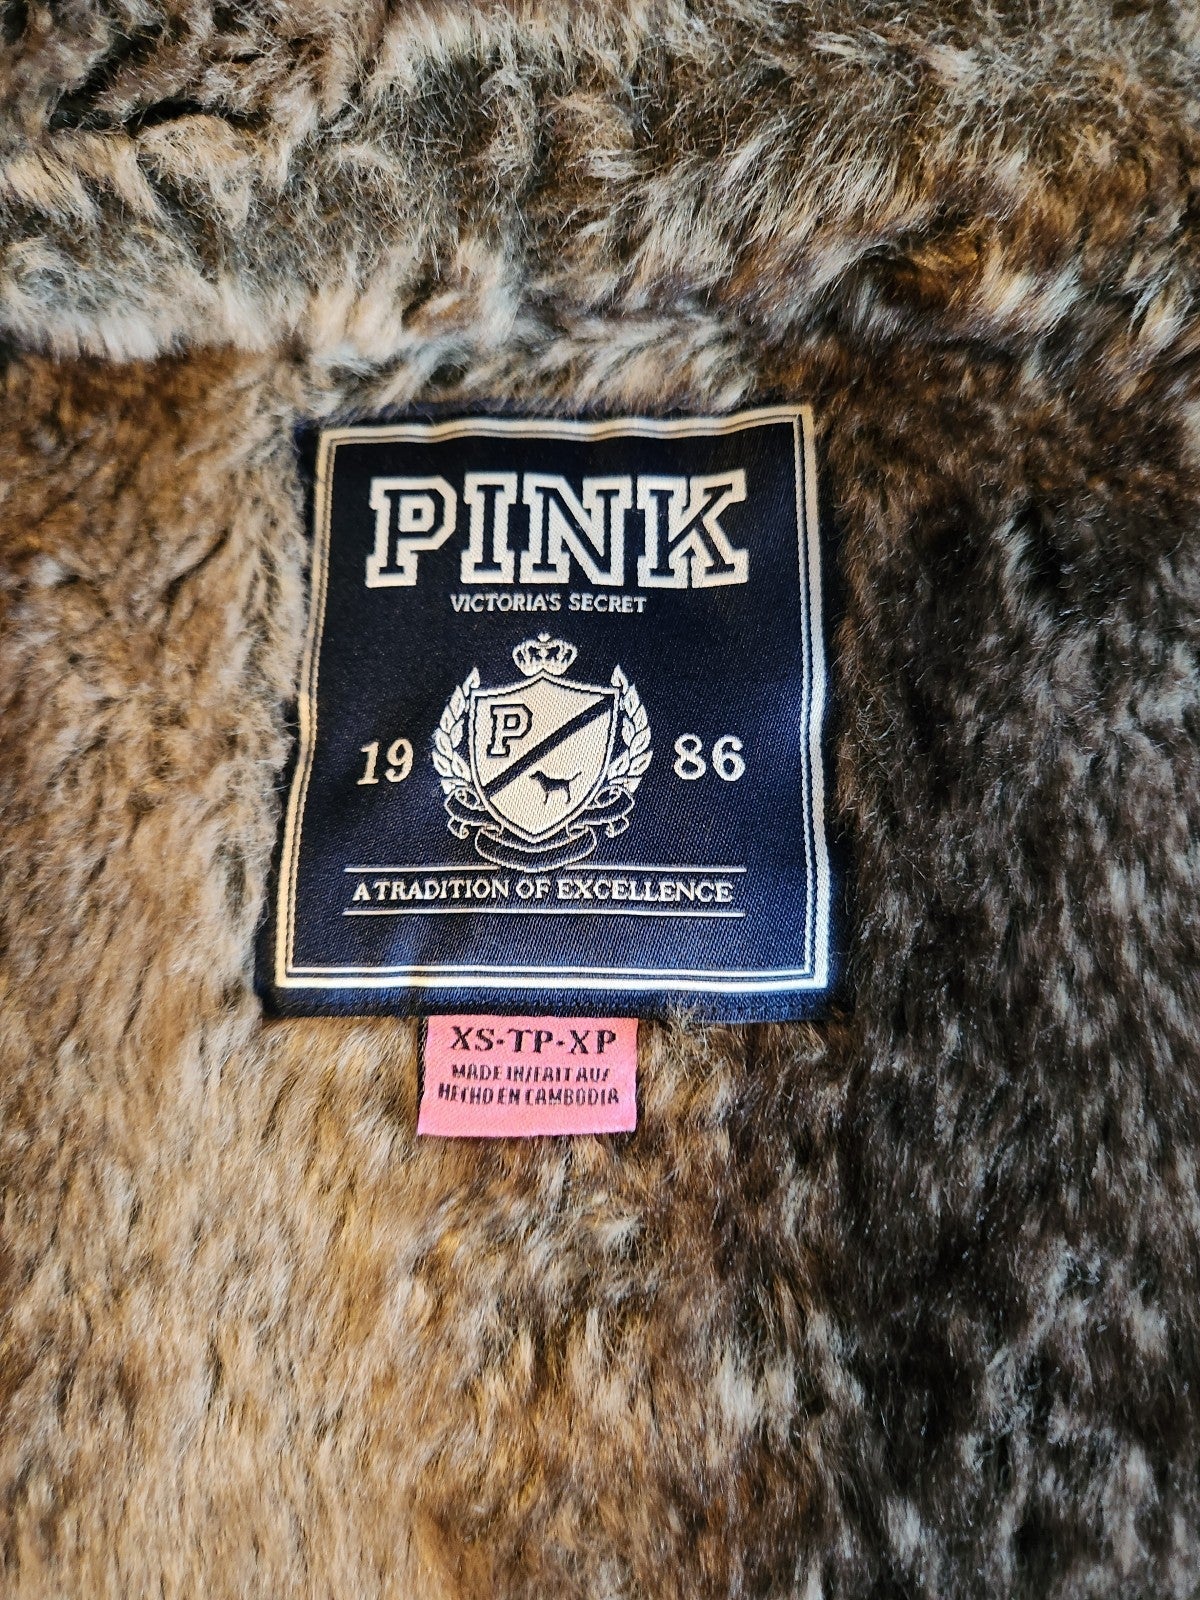 PINK
VICTORIA'S SECRET
P
19 86
A TRADITION OF EXCELLENCE
XS-TP-XP
MADE IN/FAIT AU/
HECHO EN CAMBODIA